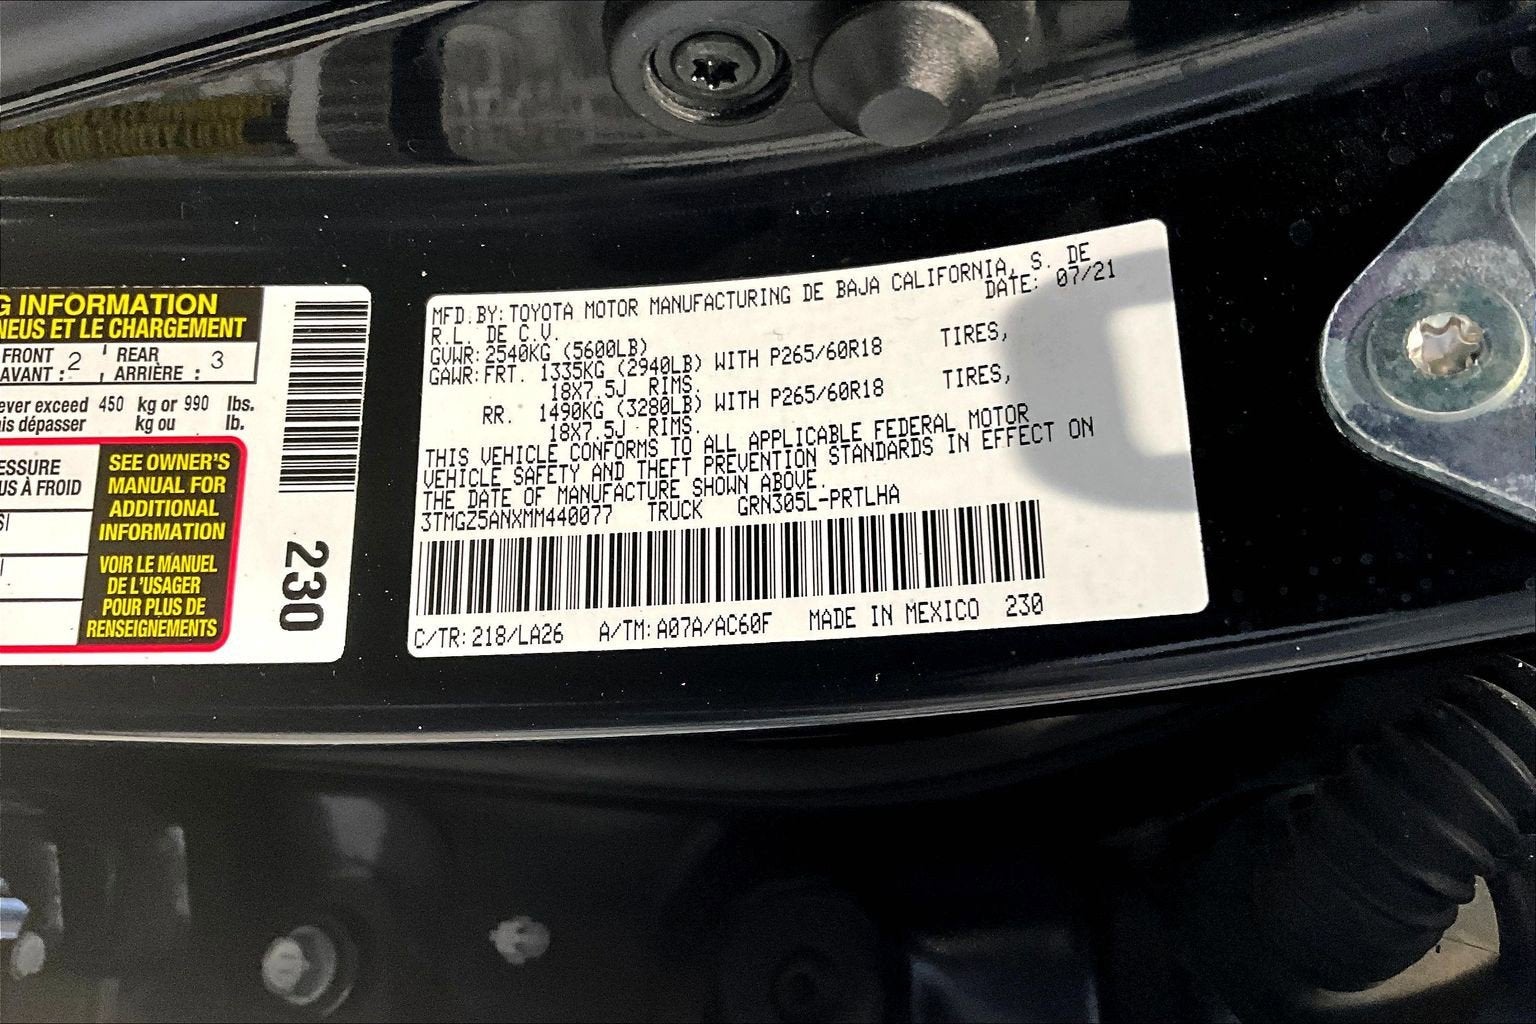 G INFORMATION
NEUS ET LE CHARGEMENT
FRONT 2 REAR 3
AVANT : ARRIÈRE :
ever exceed 450 kg or 990 lbs.
ais dépasser kg ou lb.
ESSURE
US À FROID
SI
SEE OWNER'S
MANUAL FOR
ADDITIONAL
INFORMATION
VOIR LE MANUEL
DE L'USAGER
POUR PLUS DE
RENSEIGNEMENTS
230
MFD.BY: TOYOTA MOTOR MANUFACTURING DE BAJA CALIFORNIA, S. DE
R.L. DE C.V. DATE: 07/21
GVWR: 2540KG (5600LB)
GAWR: FRT. 1335KG (2940LB) WITH P265/60R18 TIRES,
18X7.5J RIMS.
RR. 1490KG (3280LB) WITH P265/60R18 TIRES,
18X7.5J RIMS.
THIS VEHICLE CONFORMS TO ALL APPLICABLE FEDERAL MOTOR
VEHICLE SAFETY AND THEFT PREVENTION STANDARDS IN EFFECT ON
THE DATE OF MANUFACTURE SHOWN ABOVE.
3TMGZ5ANXMM440077 TRUCK GRN305L-PRTLHA
C/TR: 218/LA26 A/TM: A07A/AC60F MADE IN MEXICO 230